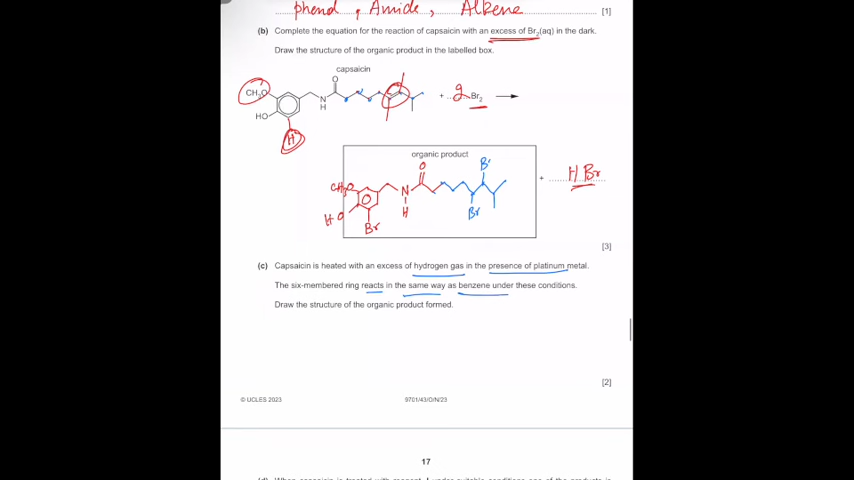 phenol, Amide, Alkene [1]
(b) Complete the equation for the reaction of capsaicin with an excess of Br2(aq) in the dark.
Draw the structure of the organic product in the labelled box.
capsaicin
O
CH3O
N
H
HO
H
+ 2 Br2
organic product
O
Br
CH3O
N
H
HO
Br
Br
+ HBr
[3]
(c) Capsaicin is heated with an excess of hydrogen gas in the presence of platinum metal.
The six-membered ring reacts in the same way as benzene under these conditions.
Draw the structure of the organic product formed.
[2]
© UCLES 2023
9701/43/O/N/23
17